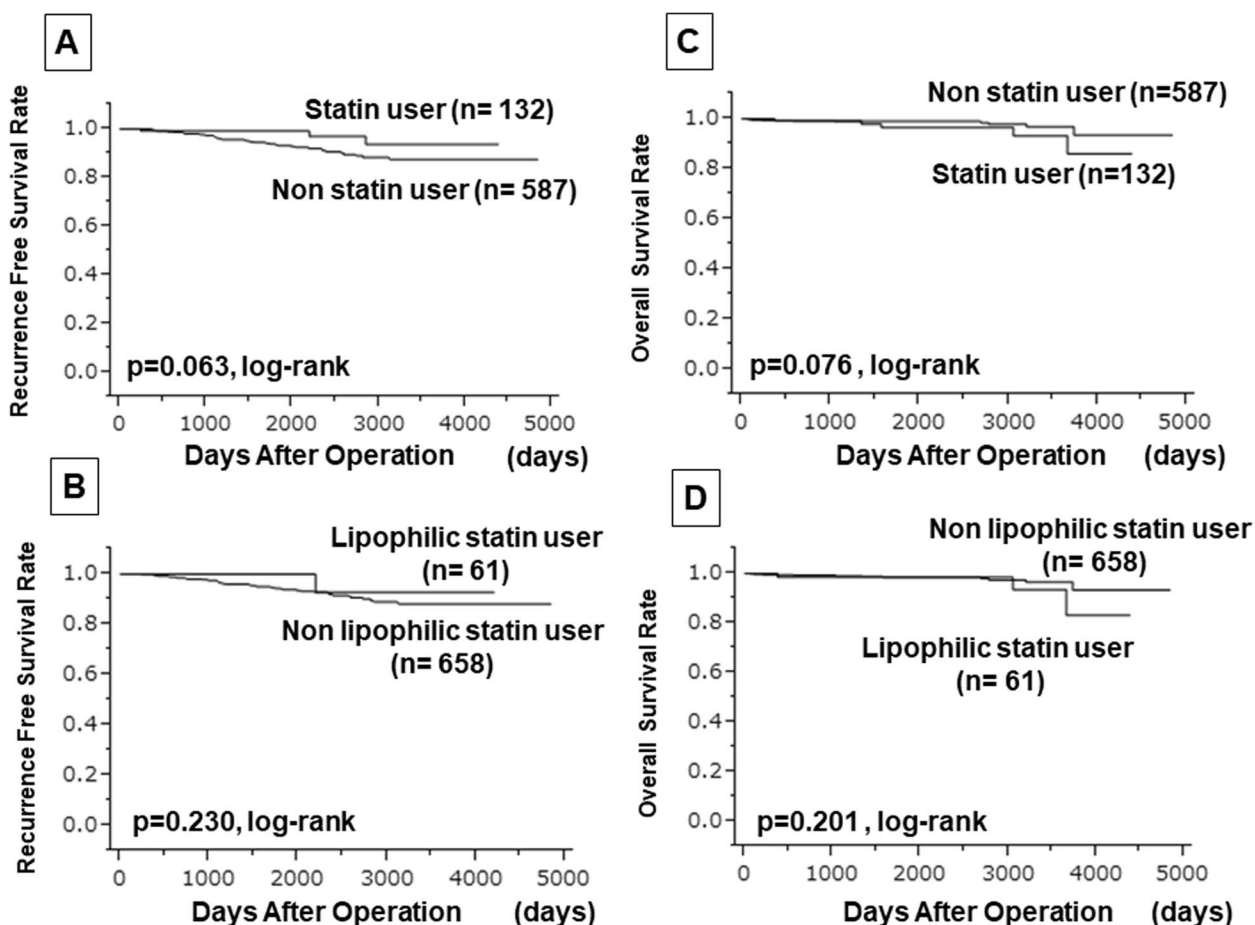 A
Recurrence Free Survival Rate
1.0
0.8
0.6
0.4
0.2
0.0
Statin user (n= 132)
Non statin user (n= 587)
p=0.063, log-rank
0 1000 2000 3000 4000 5000
Days After Operation (days)
C
Overall Survival Rate
1.0
0.8
0.6
0.4
0.2
0.0
Non statin user (n=587)
Statin user (n=132)
p=0.076 , log-rank
0 1000 2000 3000 4000 5000
Days After Operation (days)
B
Recurrence Free Survival Rate
1.0
0.8
0.6
0.4
0.2
0.0
Lipophilic statin user
(n= 61)
Non lipophilic statin user
(n= 658)
p=0.230, log-rank
0 1000 2000 3000 4000 5000
Days After Operation (days)
D
Overall Survival Rate
1.0
0.8
0.6
0.4
0.2
0.0
Non lipophilic statin user
(n= 658)
Lipophilic statin user
(n= 61)
p=0.201 , log-rank
0 1000 2000 3000 4000 5000
Days After Operation (days)